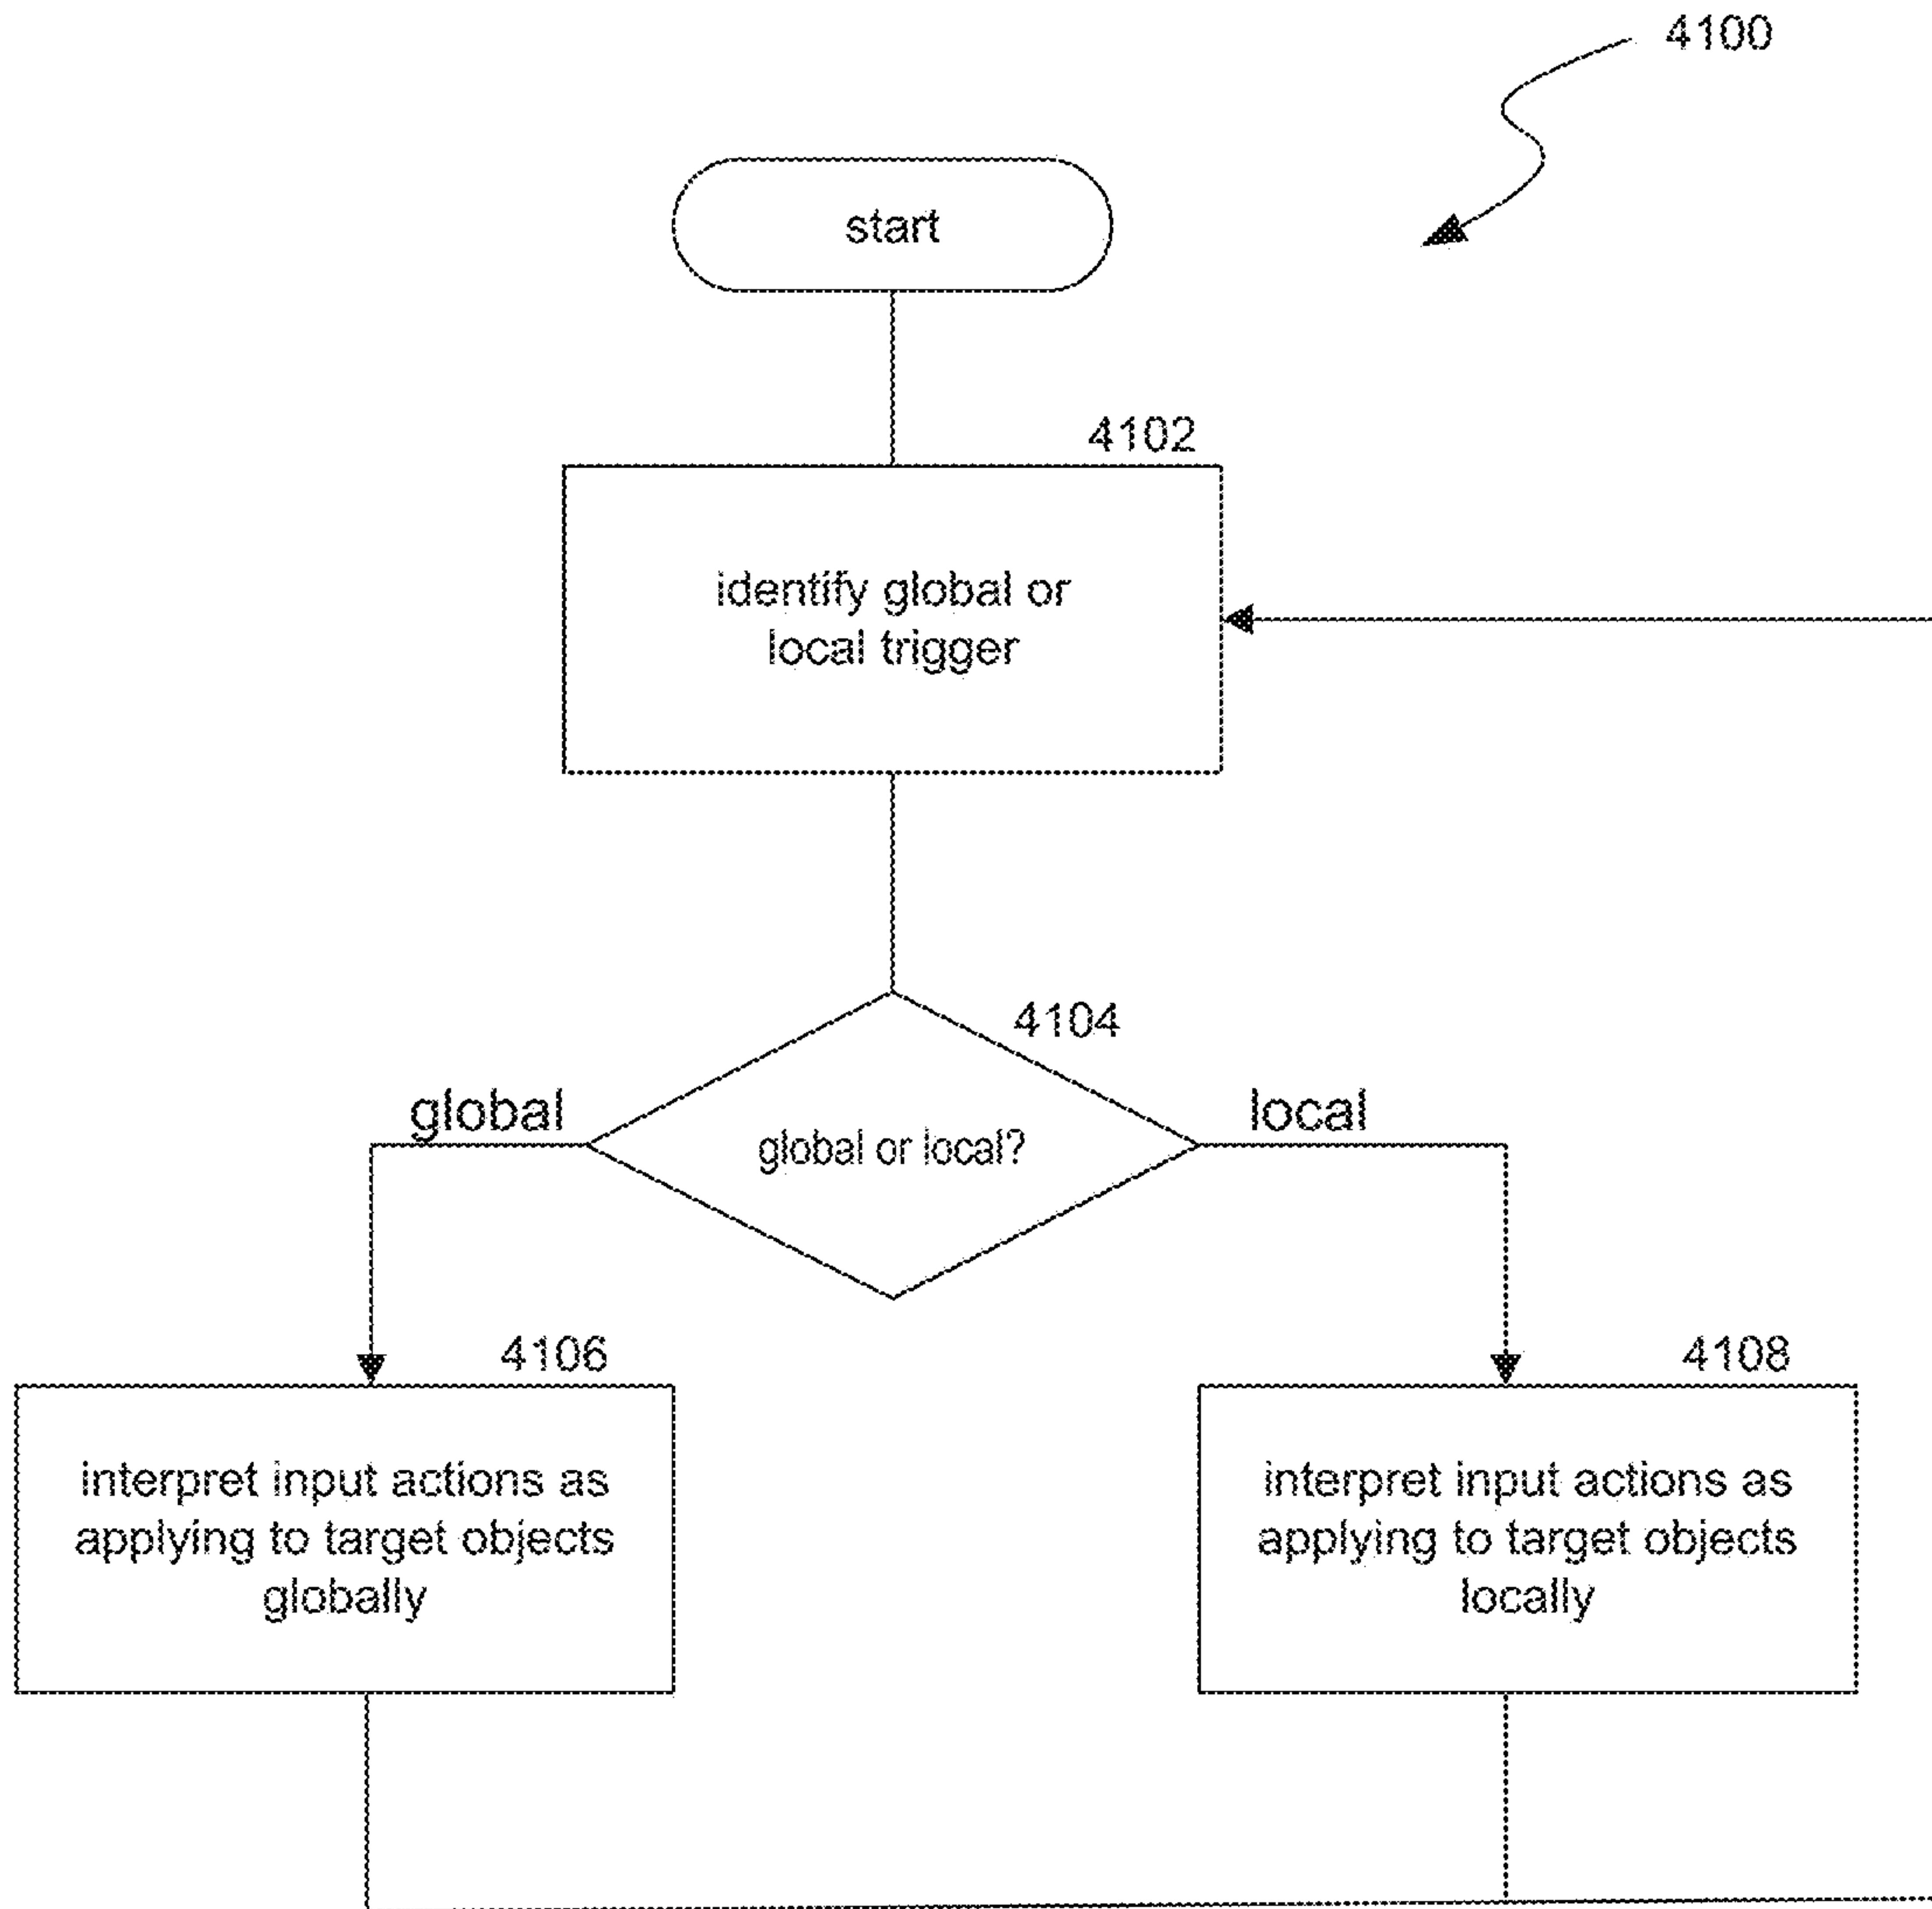 4100
start
4102
identify global or
local trigger
4104
global
global or local?
local
4106
interpret input actions as
applying to target objects
globally
4108
interpret input actions as
applying to target objects
locally